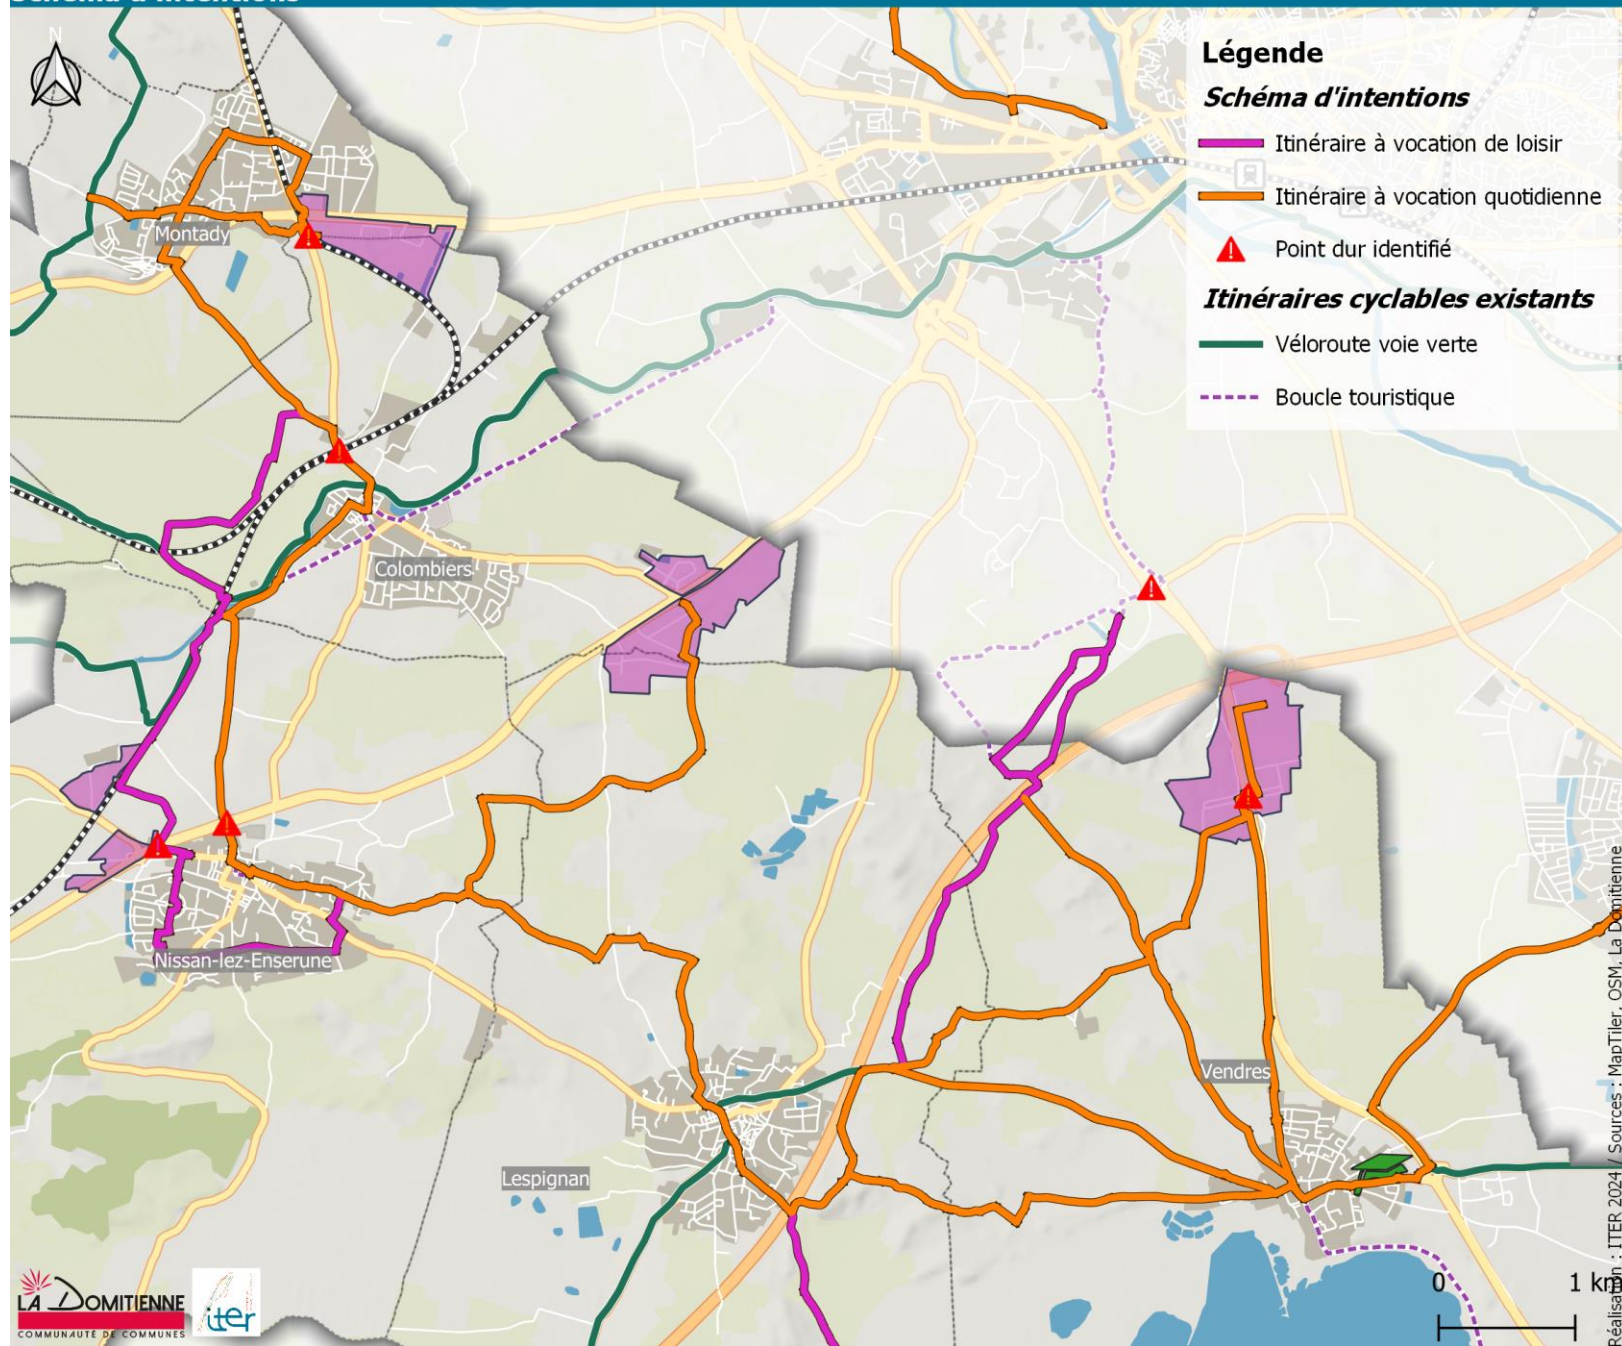 Schéma d'intentions
N
Légende
Schéma d'intentions
Itinéraire à vocation de loisir
Itinéraire à vocation quotidienne
Point dur identifié
Itinéraires cyclables existants
Véloroute voie verte
Boucle touristique
Montady
Colombiers
Nissan-lez-Enserune
Vendres
Lespignan
LA DOMITIENNE
COMMUNAUTÉ DE COMMUNES
iter
0 1 km
Réalisation : ITER 2024 / Sources : MapTiler, OSM, La Domitienne